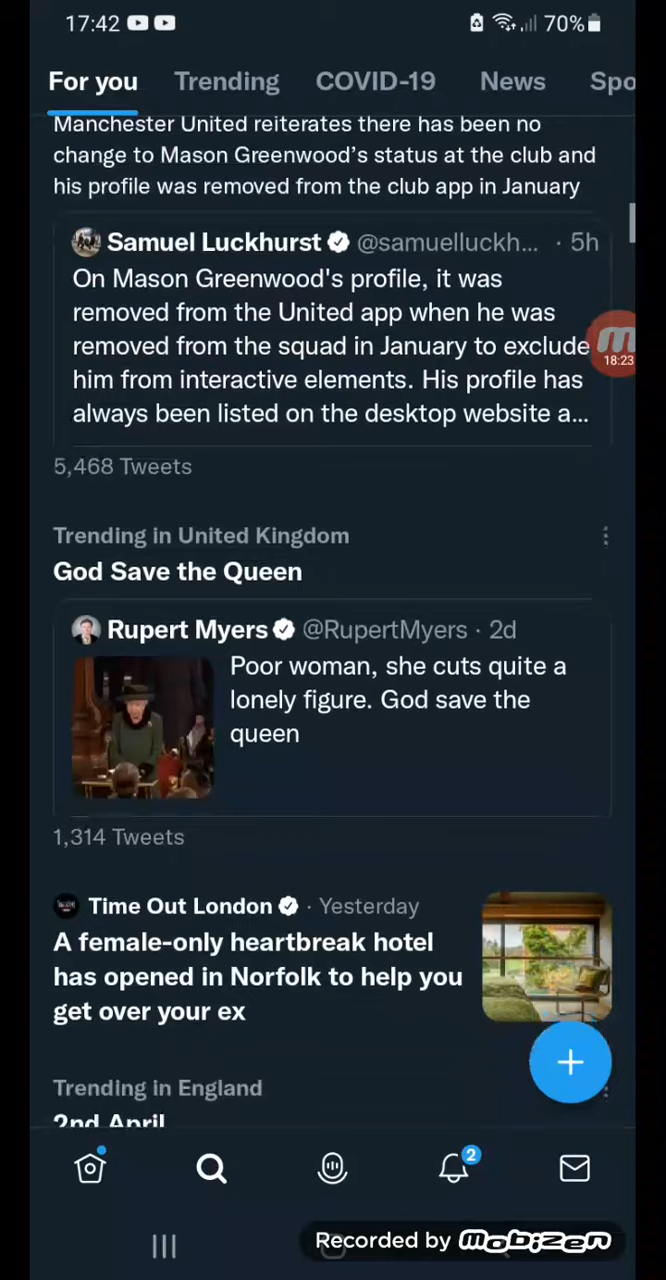 17:42 70%
For you Trending COVID-19 News Spo
Manchester United reiterates there has been no
change to Mason Greenwood’s status at the club and
his profile was removed from the club app in January
Samuel Luckhurst @samuelluckh... · 5h
On Mason Greenwood's profile, it was
removed from the United app when he was
removed from the squad in January to exclude
18:23
him from interactive elements. His profile has
always been listed on the desktop website a...
5,468 Tweets
Trending in United Kingdom
God Save the Queen
Rupert Myers @RupertMyers · 2d
Poor woman, she cuts quite a
lonely figure. God save the
queen
1,314 Tweets
Time Out London · Yesterday
A female-only heartbreak hotel
has opened in Norfolk to help you
get over your ex
Trending in England
2nd April
2
Recorded by mobizen